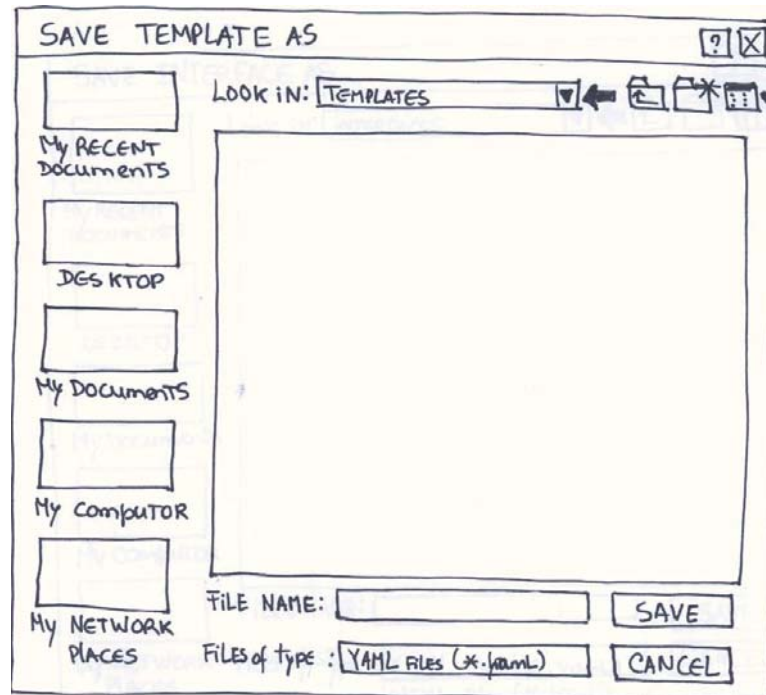 SAVE TEMPLATE AS
? X
LOOK iN: TEMPLATES
My RECENT
DocumenTS
DESKTOP
My DocumenTS
My CompuTOR
My NETWORK
PlACES
FiLE NAME:
SAVE
Files of type: YAML FiLES
CANCEL